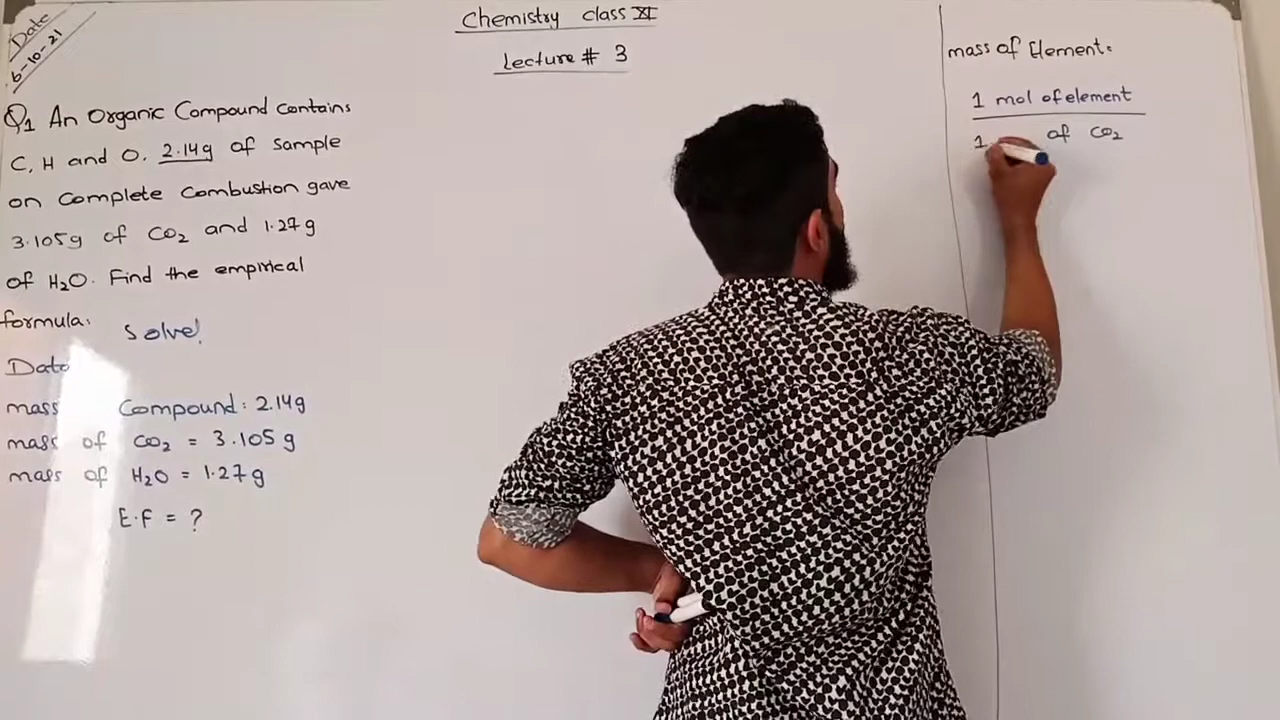 Date
6-10-21
Chemistry class XI
Lecture # 3
Q1 An Organic Compound contains
C, H and O. 2.14g of sample
on complete combustion gave
3.105g of CO2 and 1.27g
of H2O. Find the empirical
formula.
Solve!
Data
mass Compound: 2.14g
mass of CO2 = 3.105 g
mass of H2O = 1.27g
E.F = ?
mass of Element:
1 mol of element
1 of CO2